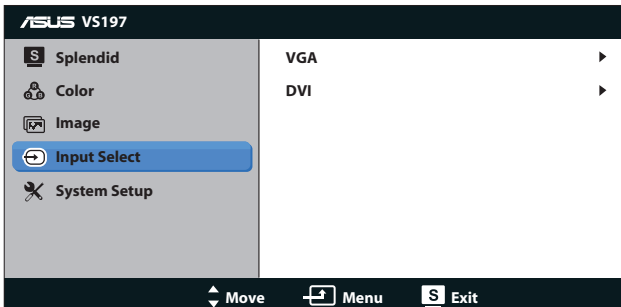 ASUS VS197
S Splendid
VGA
R G B Color
DVI
Image
Input Select
System Setup
Move Menu S Exit